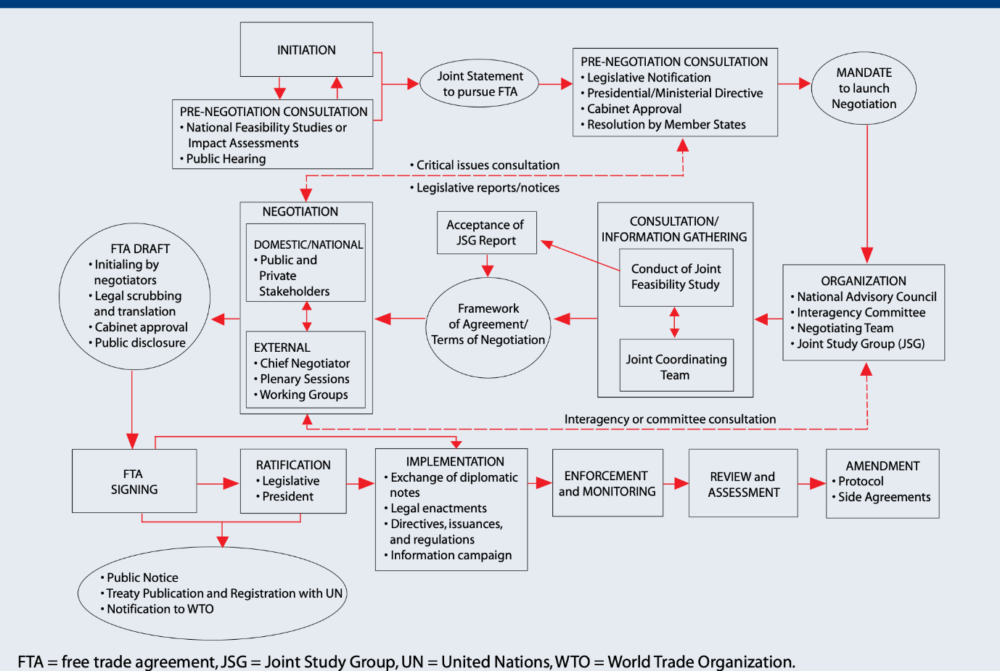 INITIATION
PRE-NEGOTIATION CONSULTATION
• National Feasibility Studies or
Impact Assessments
• Public Hearing
Joint Statement
to pursue FTA
PRE-NEGOTIATION CONSULTATION
• Legislative Notification
• Presidential/Ministerial Directive
• Cabinet Approval
• Resolution by Member States
MANDATE
to launch
Negotiation
• Critical issues consultation
• Legislative reports/notices
ORGANIZATION
• National Advisory Council
• Interagency Committee
• Negotiating Team
• Joint Study Group (JSG)
CONSULTATION/
INFORMATION GATHERING
Conduct of Joint
Feasibility Study
Joint Coordinating
Team
Acceptance of
JSG Report
Framework
of Agreement/
Terms of Negotiation
NEGOTIATION
DOMESTIC/NATIONAL
• Public and
Private
Stakeholders
EXTERNAL
• Chief Negotiator
• Plenary Sessions
• Working Groups
FTA DRAFT
• Initialing by
negotiators
• Legal scrubbing
and translation
• Cabinet approval
• Public disclosure
Interagency or committee consultation
FTA
SIGNING
RATIFICATION
• Legislative
• President
IMPLEMENTATION
• Exchange of diplomatic
notes
• Legal enactments
• Directives, issuances,
and regulations
• Information campaign
ENFORCEMENT
and MONITORING
REVIEW and
ASSESSMENT
AMENDMENT
• Protocol
• Side Agreements
• Public Notice
• Treaty Publication and Registration with UN
• Notification to WTO
FTA = free trade agreement, JSG = Joint Study Group, UN = United Nations, WTO = World Trade Organization.